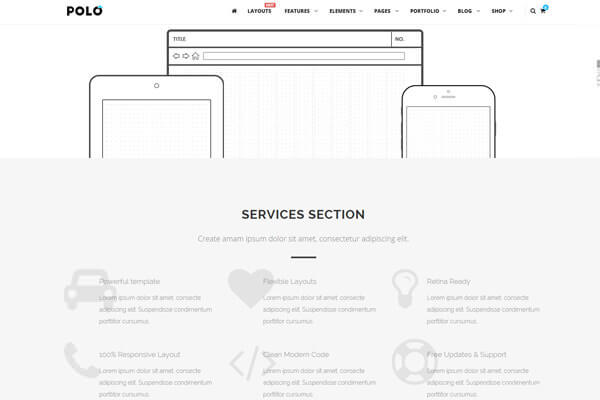 POLO LAYOUTS HOT FEATURES ELEMENTS PAGES PORTFOLIO BLOG SHOP
TITLE NO.
SERVICES SECTION
Create amam ipsum dolor sit amet, consectetur adipiscing elit.
Powerful template
Lorem ipsum dolor sit amet, consecte
adipiscing elit. Suspendisse condimentum
porttitor cursumus.
Flexible Layouts
Lorem ipsum dolor sit amet, consecte
adipiscing elit. Suspendisse condimentum
porttitor cursumus.
Retina Ready
Lorem ipsum dolor sit amet, consecte
adipiscing elit. Suspendisse condimentum
porttitor cursumus.
100% Responsive Layout
Lorem ipsum dolor sit amet, consecte
adipiscing elit. Suspendisse condimentum
porttitor cursumus.
Clean Modern Code
Lorem ipsum dolor sit amet, consecte
adipiscing elit. Suspendisse condimentum
porttitor cursumus.
Free Updates & Support
Lorem ipsum dolor sit amet, consecte
adipiscing elit. Suspendisse condimentum
porttitor cursumus.